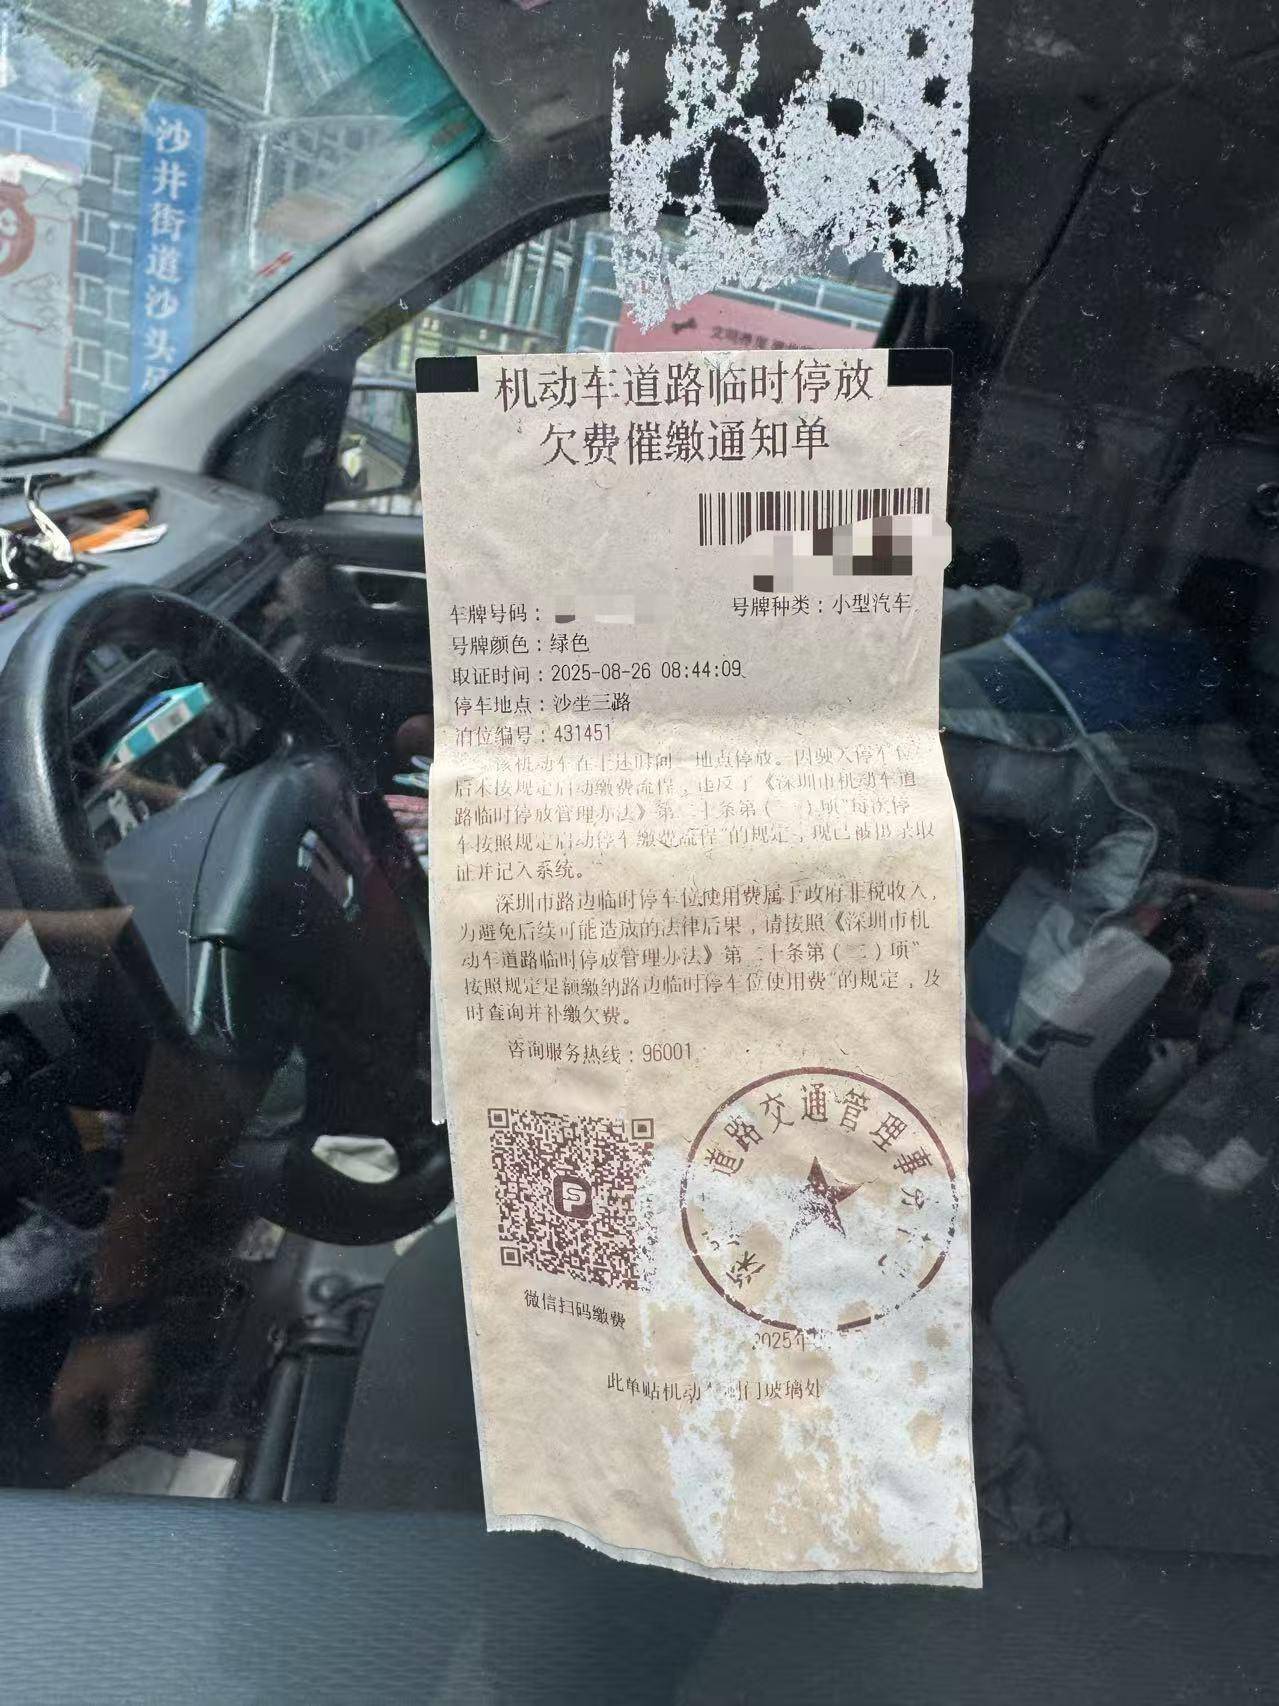 沙井街道沙头
机动车道路临时停放
欠费催缴通知单
车牌号码：
号牌种类：小型汽车
号牌颜色：绿色
取证时间：2025-08-26 08:44:09
停车地点：沙坐三路
泊位编号：431451
该机动车在上述时间、地点停放。因驶入停车位
后未按规定启动缴费流程，违反了《深圳市机动车道
路临时停放管理办法》第二十条第（）项"每次停
车按照规定启动停车缴费流程"的规定，现已被摄录取
证并记入系统。
深圳市路边临时停车位使用费属于政府非税收入，
为避免后续可能造成的法律后果，请按照《深圳市机
动车道路临时停放管理办法》第二十条第（二）项"
按照规定足额缴纳路边临时停车位使用费"的规定，及
时查询并补缴欠费。
咨询服务热线：96001
道路交通管理事
深
微信扫码缴费
2025年
此单贴机动车侧门玻璃处